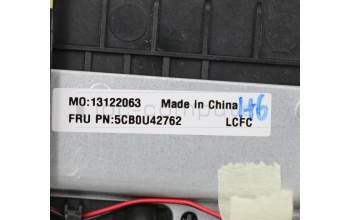 MO:13122063 Made in China
FRU PN:5CB0U42762 LCFC